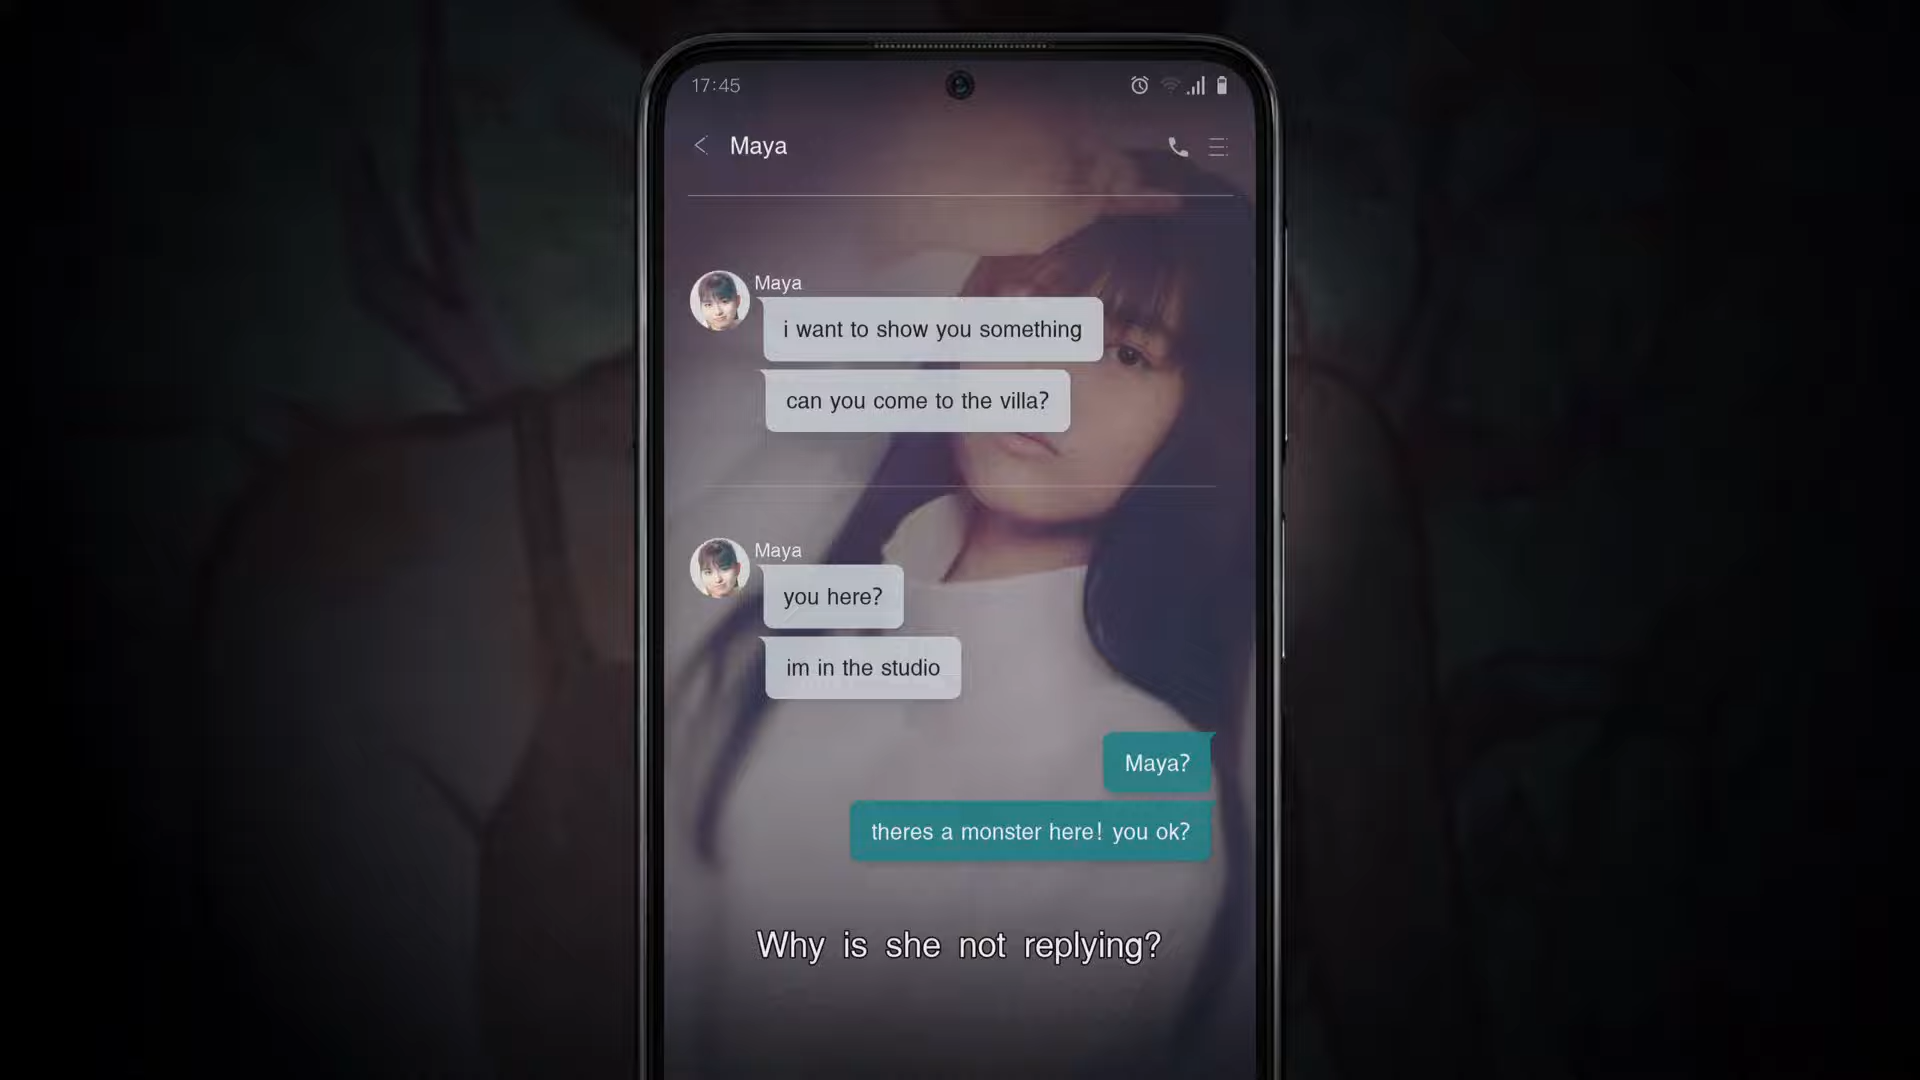 17:45
Maya
Maya
i want to show you something
can you come to the villa?
Maya
you here?
im in the studio
Maya?
theres a monster here! you ok?
Why is she not replying?